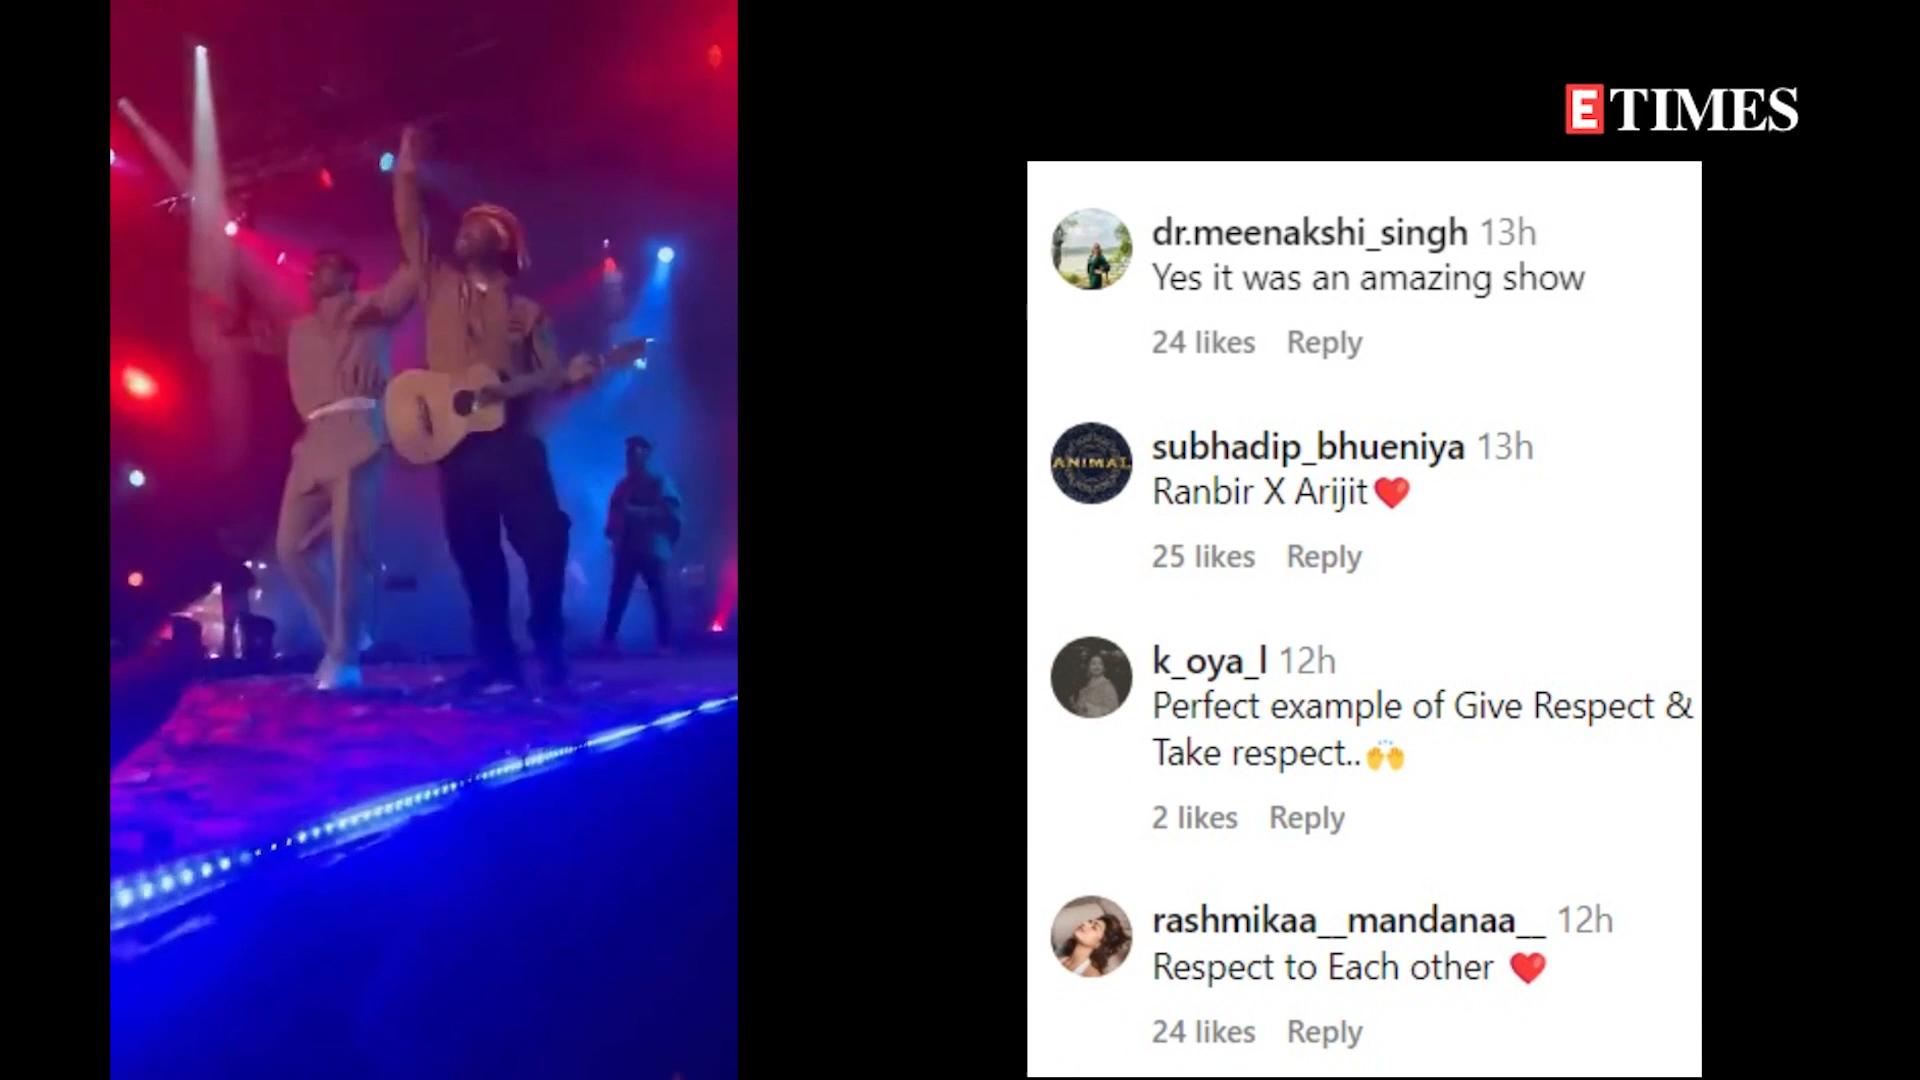 ETIMES
dr.meenakshi_singh 13h
Yes it was an amazing show
24 likes Reply
ANIMAL
subhadip_bhueniya 13h
Ranbir X Arijit❤️
25 likes Reply
k_oya_l 12h
Perfect example of Give Respect &
Take respect..🙌
2 likes Reply
rashmikaa__mandanaa__ 12h
Respect to Each other ❤️
24 likes Reply